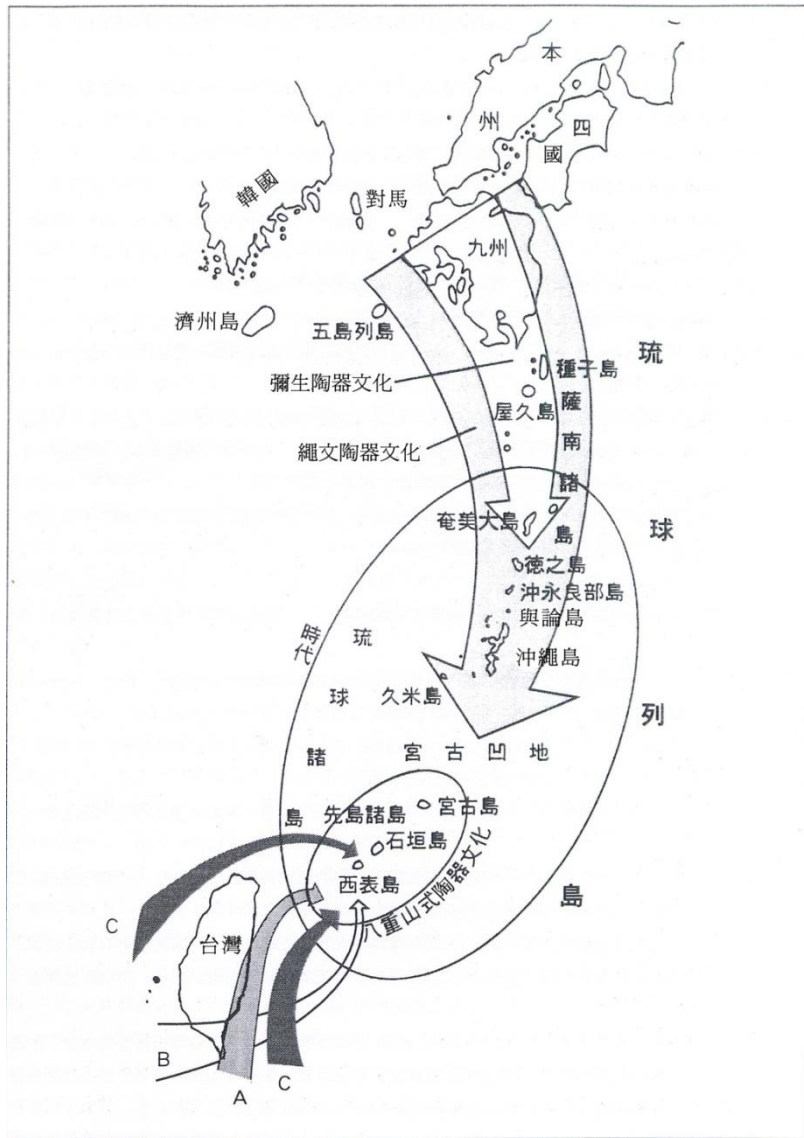 本
州
四
國
韓國
對馬
九州
濟州島
五島列島
彌生陶器文化
繩文陶器文化
種子島
屋久島
薩南諸島
琉球列島
奄美大島
徳之島
沖永良部島
與論島
沖繩島
時代
琉球諸島
久米島
宮古凹地
先島諸島
宮古島
石垣島
西表島
八重山式陶器文化
台灣
C
B
A
C